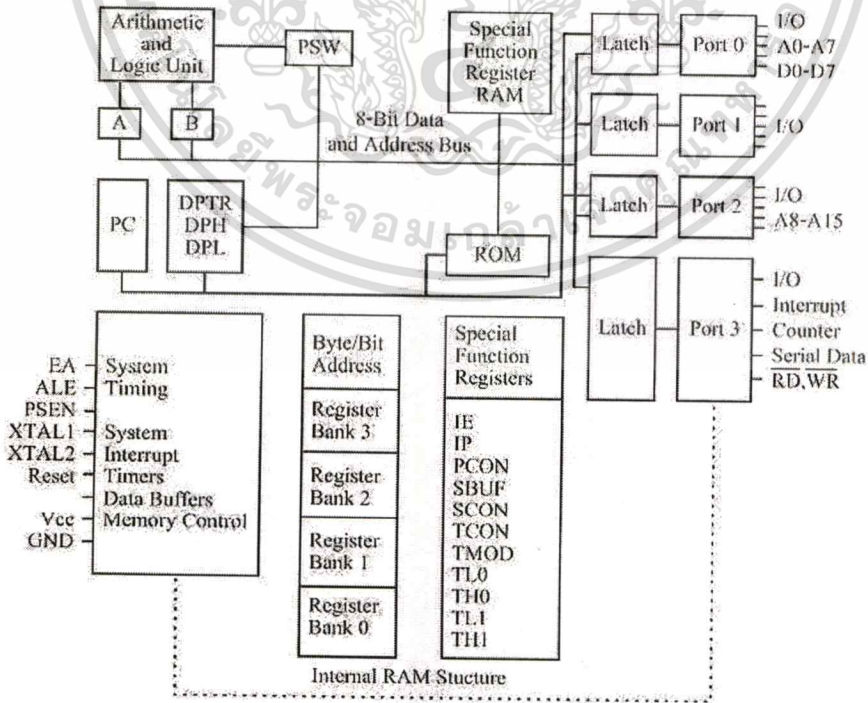 Arithmetic
and
Logic Unit
PSW
A
B
Special
Function
Register
RAM
8-Bit Data
and Address Bus
PC
DPTR
DPH
DPL
ROM
Latch
Port 0
I/O
A0-A7
D0-D7
Latch
Port 1
I/O
Latch
Port 2
I/O
A8-A15
Latch
Port 3
I/O
Interrupt
Counter
Serial Data
RD,WR
EA
ALE
PSEN
XTAL1
XTAL2
Reset
Vcc
GND
System
Timing
System
Interrupt
Timers
Data Buffers
Memory Control
Byte/Bit
Address
Register
Bank 3
Register
Bank 2
Register
Bank 1
Register
Bank 0
Special
Function
Registers
IE
IP
PCON
SBUF
SCON
TCON
TMOD
TL0
TH0
TL1
TH1
Internal RAM Stucture